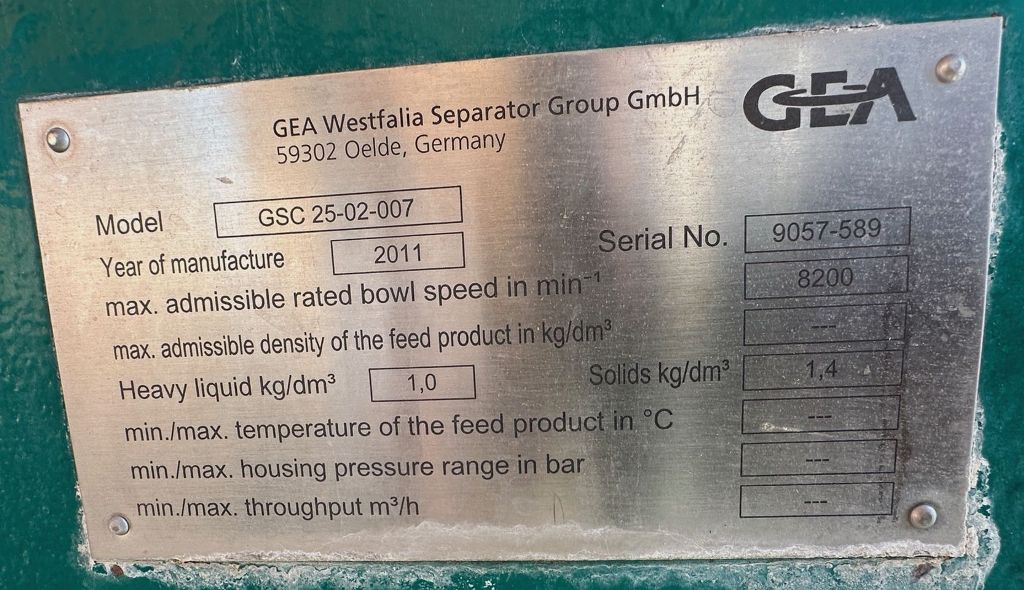 GEA Westfalia Separator Group GmbH
59302 Oelde, Germany
GEA
Model GSC 25-02-007
Serial No. 9057-589
Year of manufacture 2011
max. admissible rated bowl speed in min⁻¹ 8200
max. admissible density of the feed product in kg/dm³ ---
Heavy liquid kg/dm³ 1,0 Solids kg/dm³ 1,4
min./max. temperature of the feed product in °C ---
min./max. housing pressure range in bar ---
min./max. throughput m³/h ---